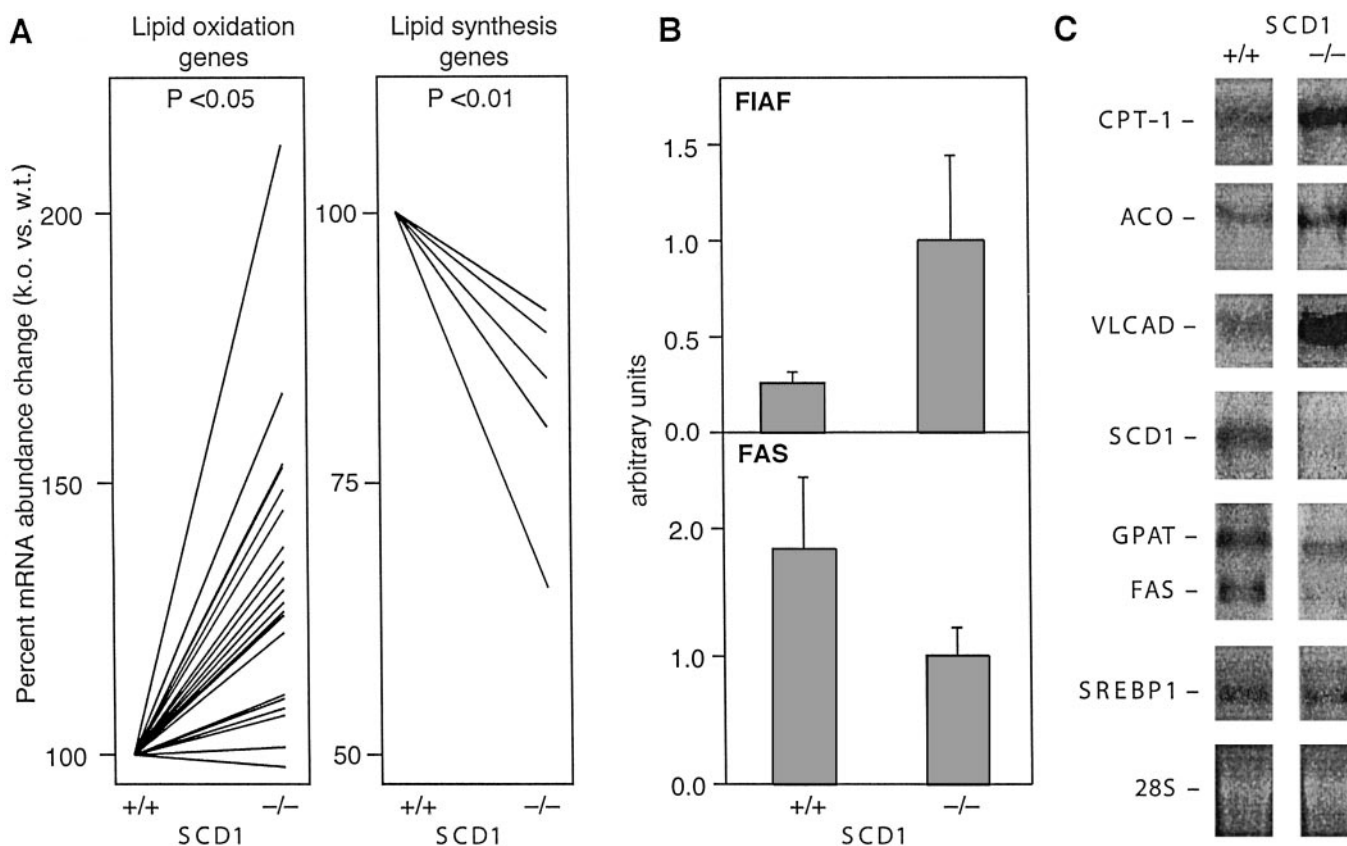 A
Lipid oxidation
genes
Lipid synthesis
genes
P <0.05
P <0.01
Percent mRNA abundance change (k.o. vs. w.t.)
200
150
100
100
75
50
+/+
–/–
SCD1
+/+
–/–
SCD1
B
FIAF
arbitrary units
1.5
1.0
0.5
0.0
FAS
2.0
1.0
0.0
+/+
–/–
SCD1
C
SCD1
+/+
–/–
CPT-1 –
ACO –
VLCAD –
SCD1 –
GPAT –
FAS –
SREBP1 –
28S –